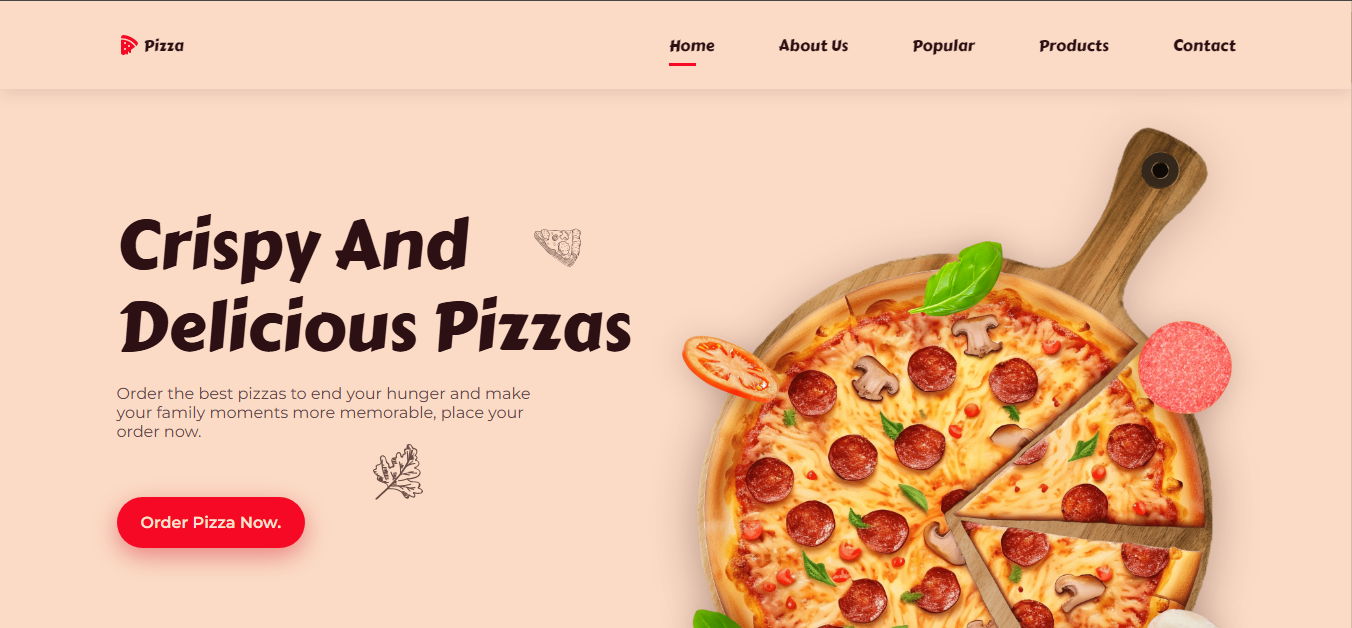 Pizza
Home
About Us
Popular
Products
Contact
Crispy And
Delicious Pizzas
Order the best pizzas to end your hunger and make
your family moments more memorable, place your
order now.
Order Pizza Now.